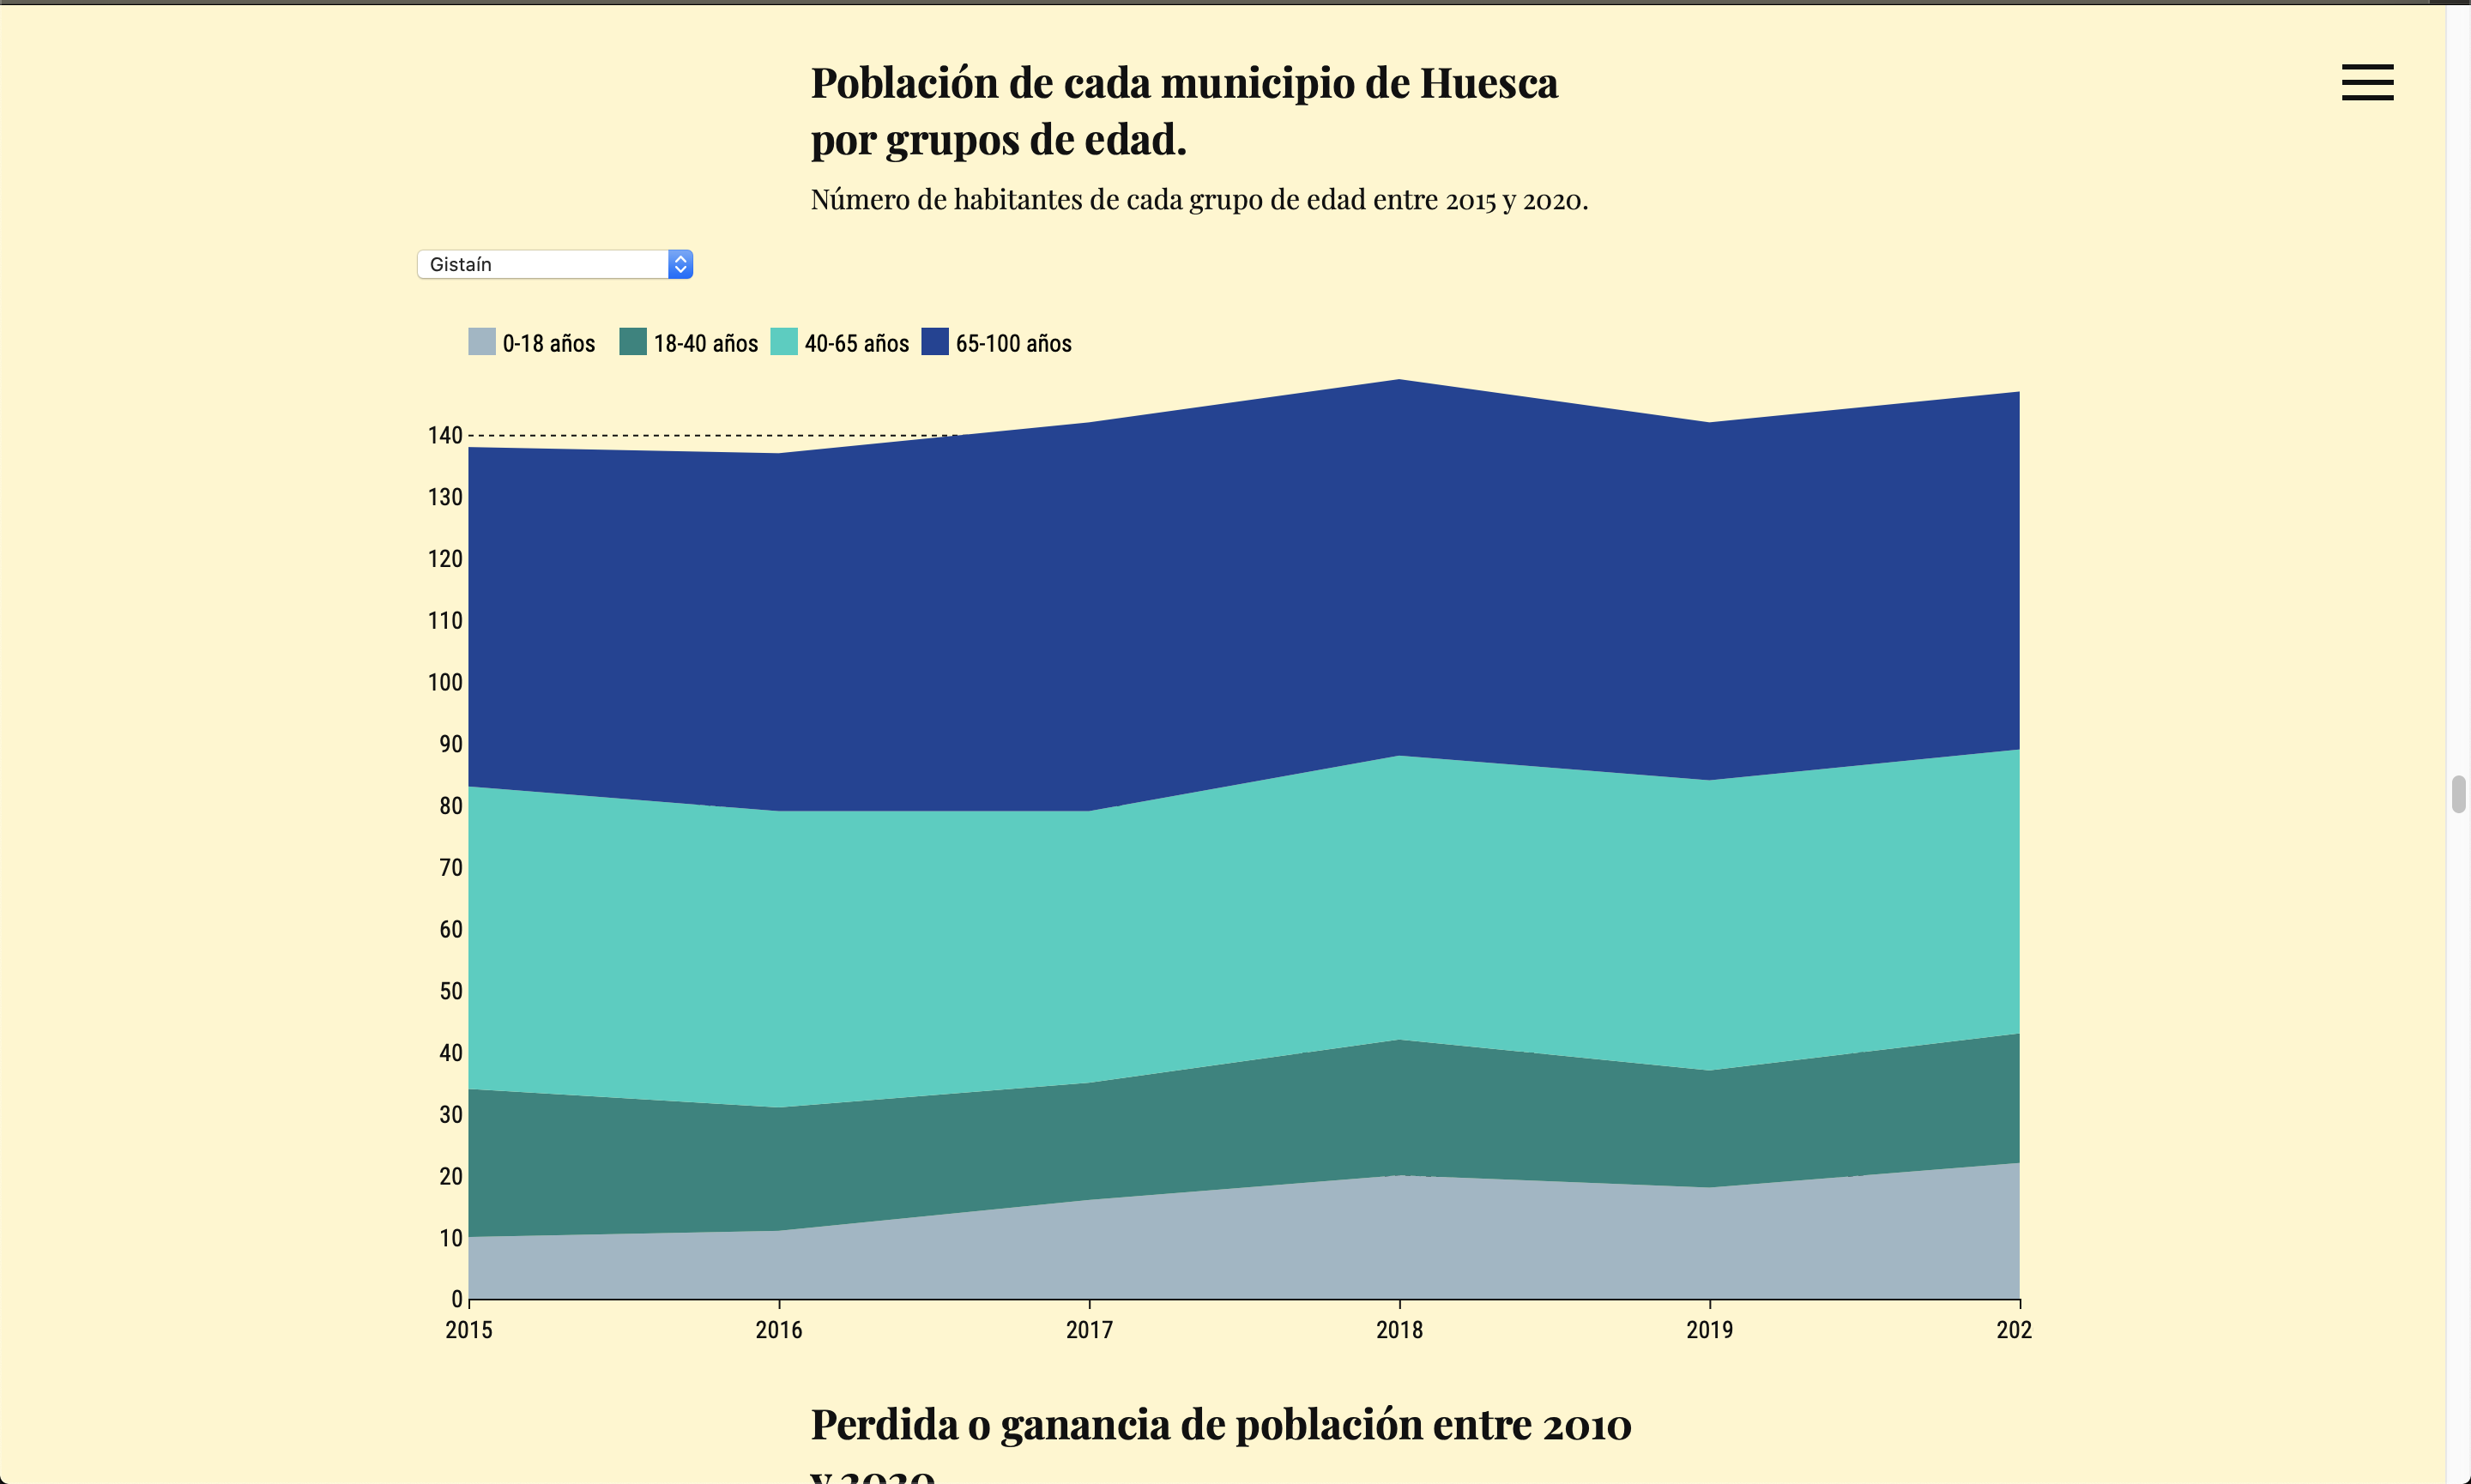 Población de cada municipio de Huesca
por grupos de edad.
Número de habitantes de cada grupo de edad entre 2015 y 2020.
Gistaín
0-18 años 18-40 años 40-65 años 65-100 años
140
130
120
110
100
90
80
70
60
50
40
30
20
10
0
2015 2016 2017 2018 2019 202
Perdida o ganancia de población entre 2010
y 2020